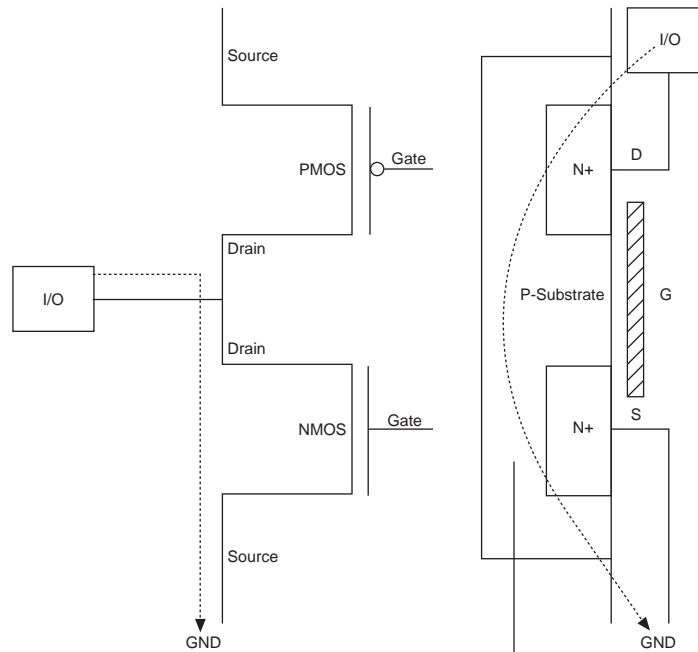 Source
PMOS
Gate
Drain
I/O
Drain
NMOS
Gate
Source
GND
I/O
D
N+
P-Substrate
G
S
N+
GND